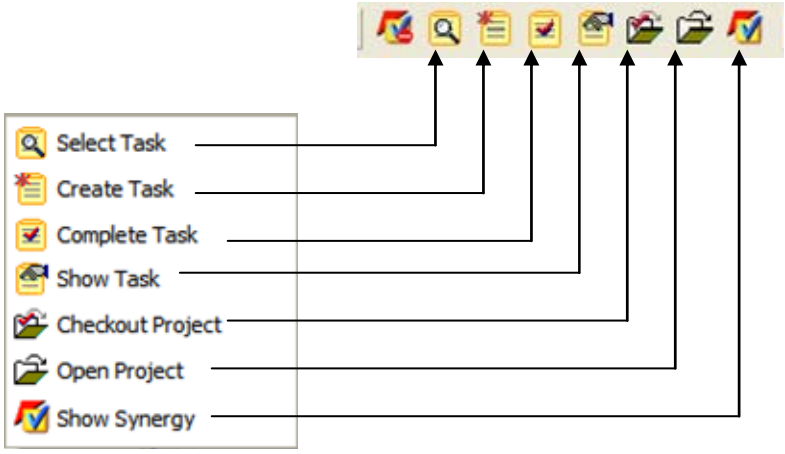 Select Task
Create Task
Complete Task
Show Task
Checkout Project
Open Project
Show Synergy